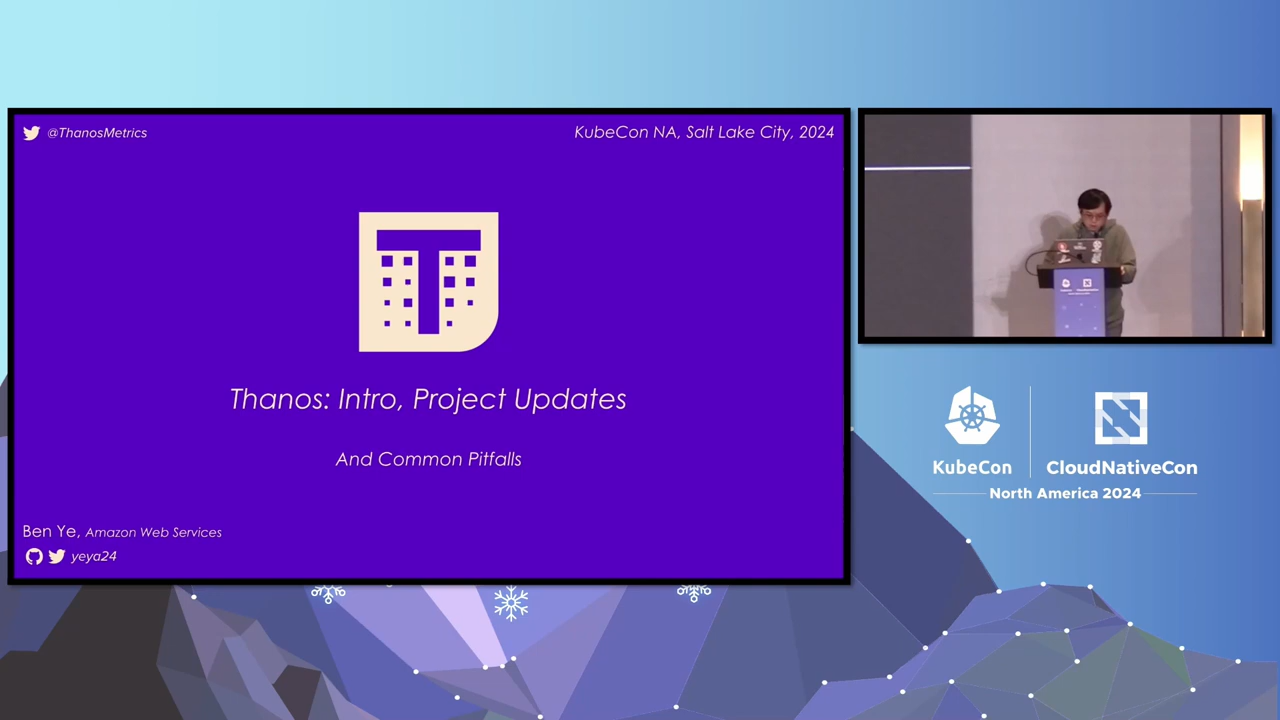 @ThanosMetrics
KubeCon NA, Salt Lake City, 2024
T
Thanos: Intro, Project Updates
And Common Pitfalls
Ben Ye, Amazon Web Services
yeya24
KubeCon
CloudNativeCon
North America 2024